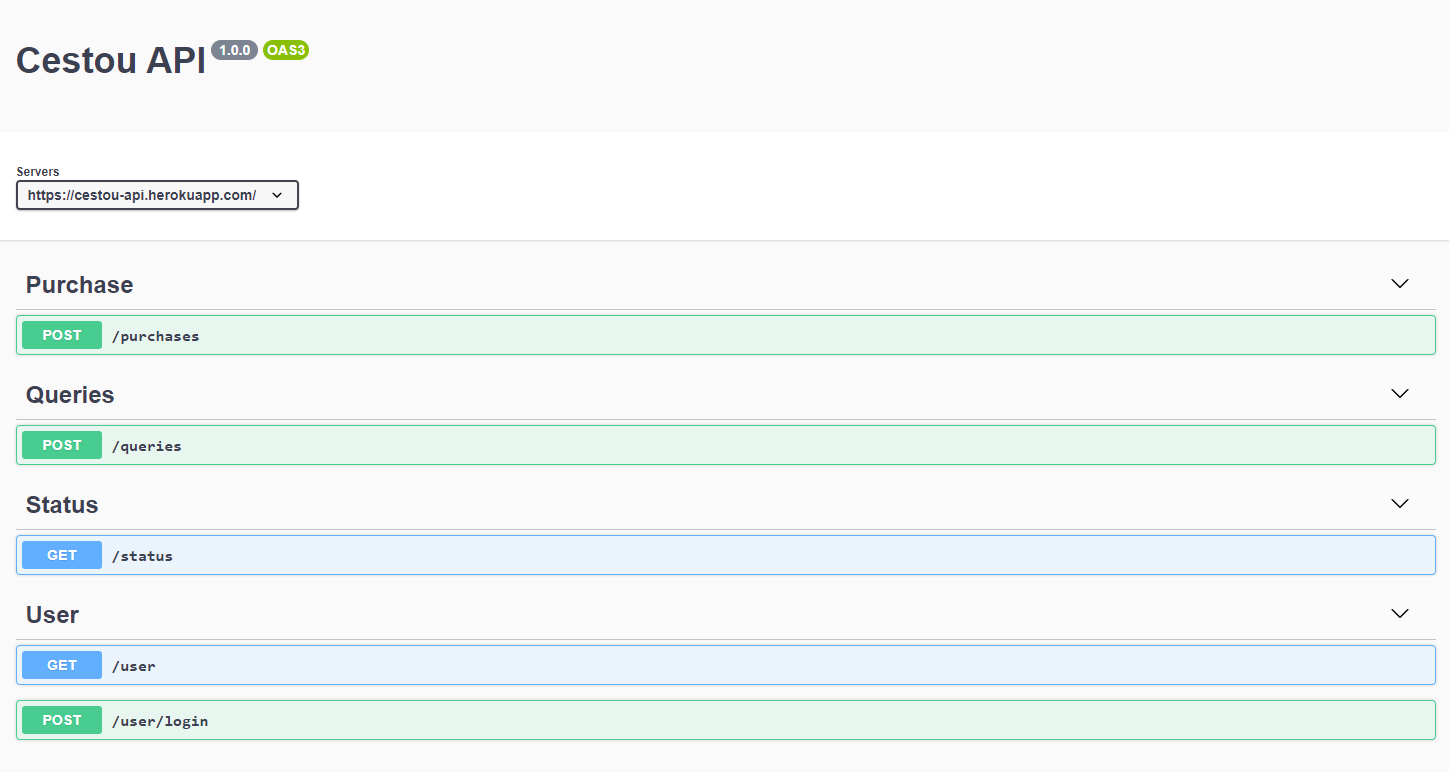 Cestou API 1.0.0 OAS3
Servers
https://cestou-api.herokuapp.com/
Purchase
POST /purchases
Queries
POST /queries
Status
GET /status
User
GET /user
POST /user/login